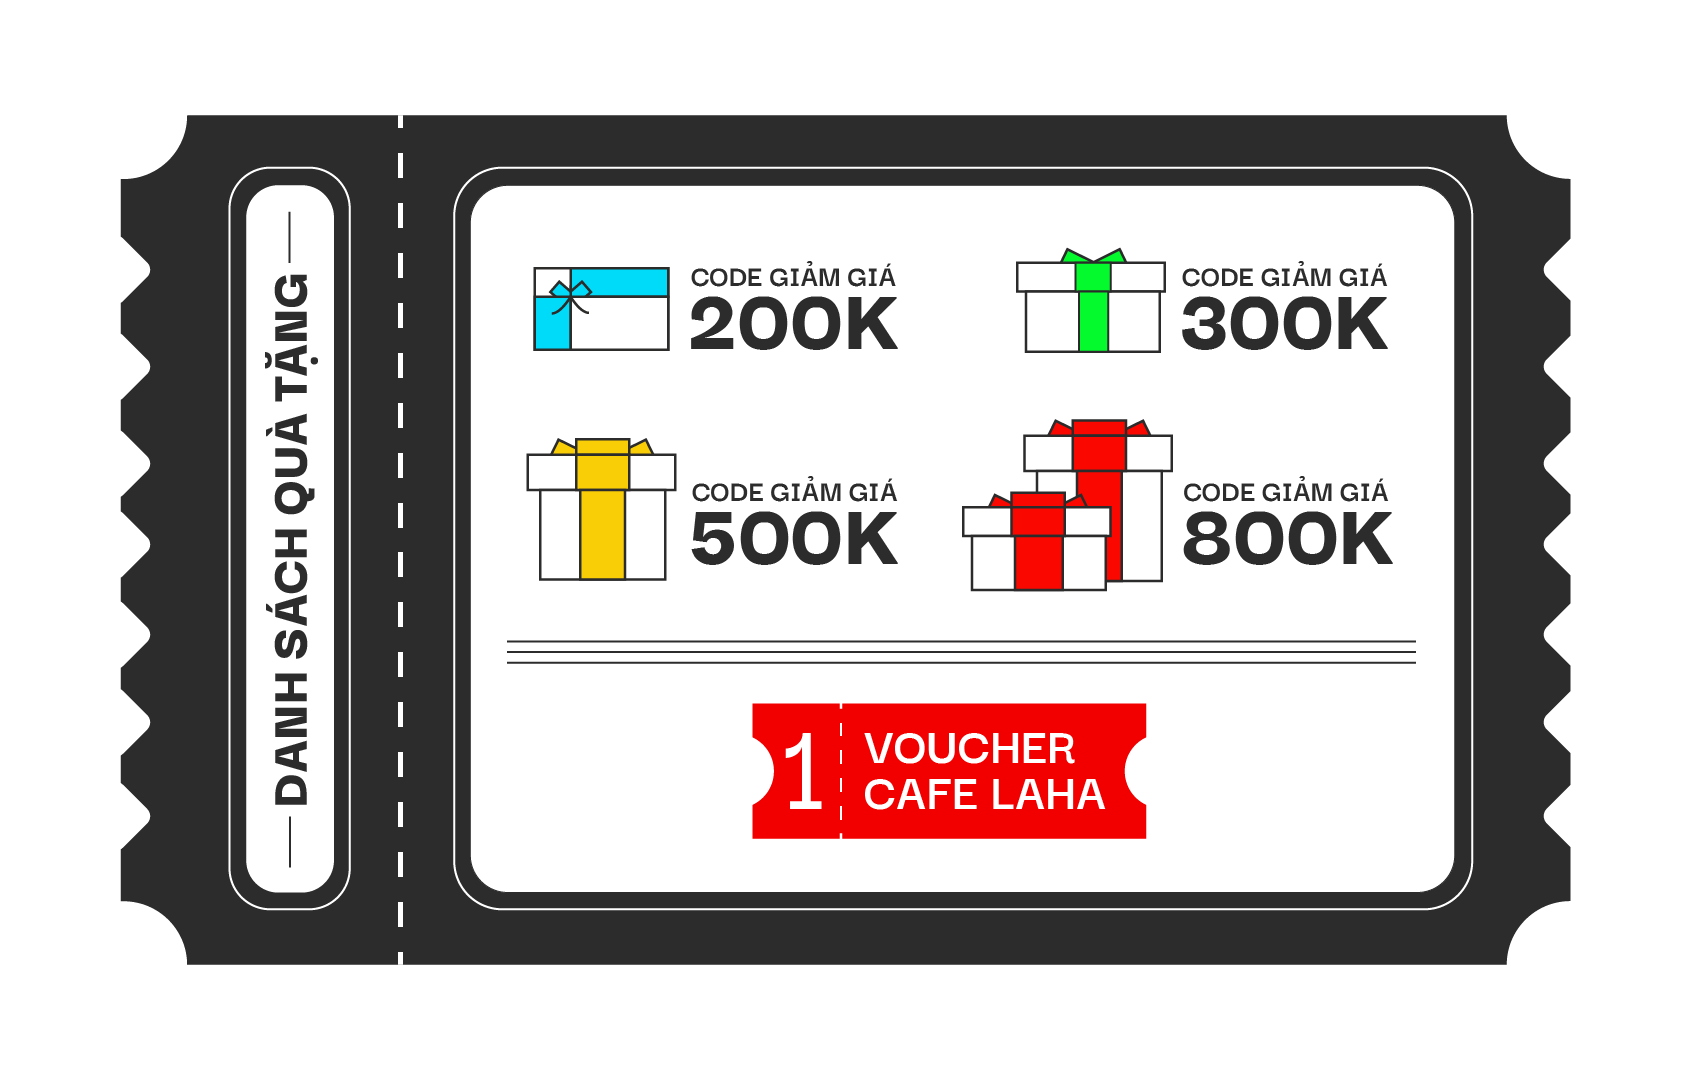 DANH SÁCH QUÀ TẶNG
CODE GIẢM GIÁ
200K
CODE GIẢM GIÁ
300K
CODE GIẢM GIÁ
500K
CODE GIẢM GIÁ
800K
1
VOUCHER
CAFE LAHA